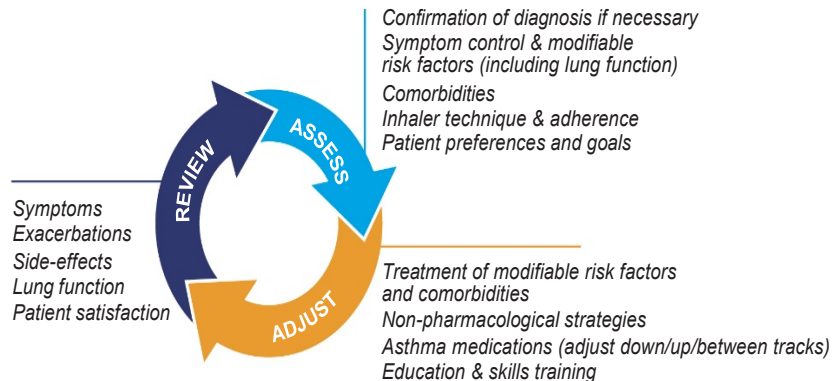 Confirmation of diagnosis if necessary
Symptom control & modifiable
risk factors (including lung function)
Comorbidities
Inhaler technique & adherence
Patient preferences and goals
ASSESS
REVIEW
Symptoms
Exacerbations
Side-effects
Lung function
Patient satisfaction
ADJUST
Treatment of modifiable risk factors
and comorbidities
Non-pharmacological strategies
Asthma medications (adjust down/up/between tracks)
Education & skills training